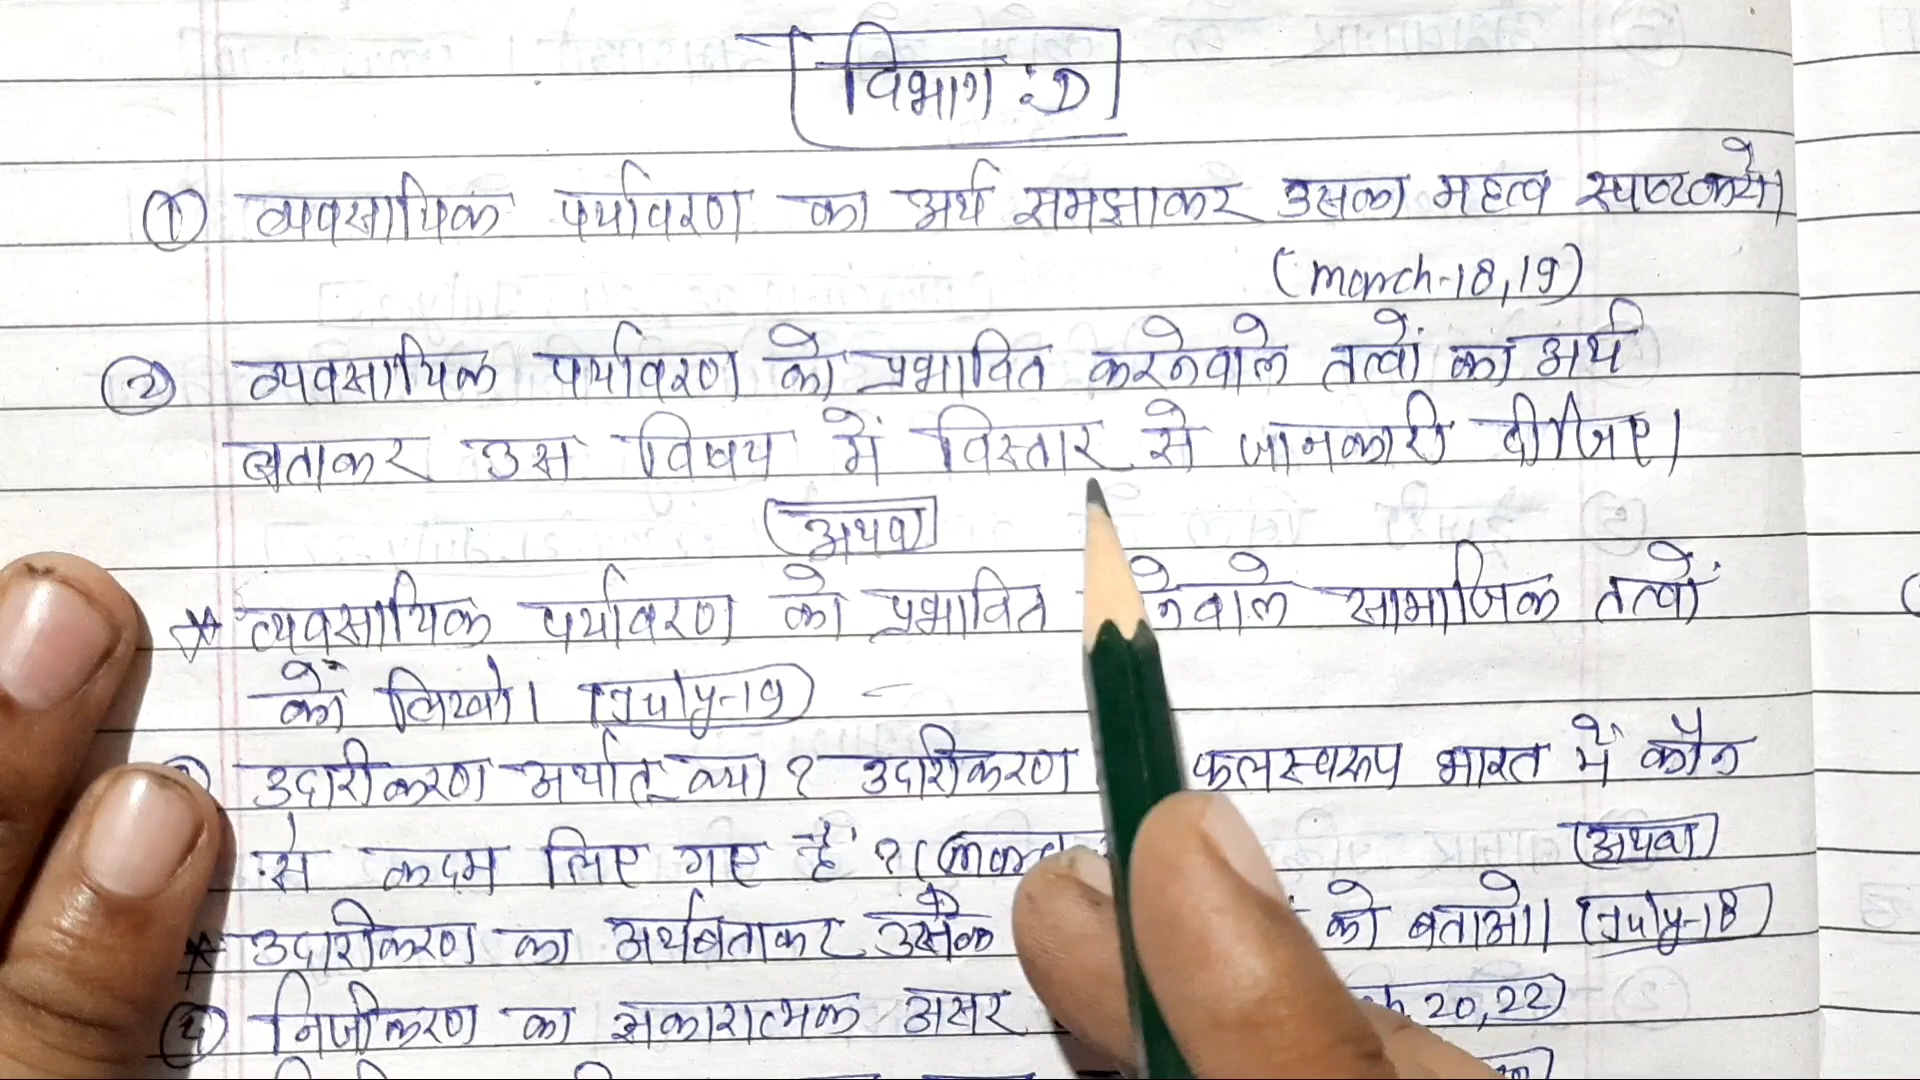 विभाग : D
① व्यवसायिक पर्यावरण का अर्थ समझाकर उसका महत्व स्पष्ट करो।
(March-18,19)
② व्यवसायिक पर्यावरण को प्रभावित करनेवाले तत्वों का अर्थ
बताकर उस विषय में विस्तार से जानकारी दीजिए।
अथवा
* व्यवसायिक पर्यावरण को प्रभावित नेवाले सामाजिक तत्वों
को लिखो। (July-19)
उदारीकरण अर्थात् क्या ? उदारीकरण फलस्वरूप भारत में कौन
से कदम लिए गए हैं ? (अथवा)
* उदारीकरण का अर्थ बताकर उसके को बताओ। (July-18)
निजीकरण का सकारात्मक असर 20,22)